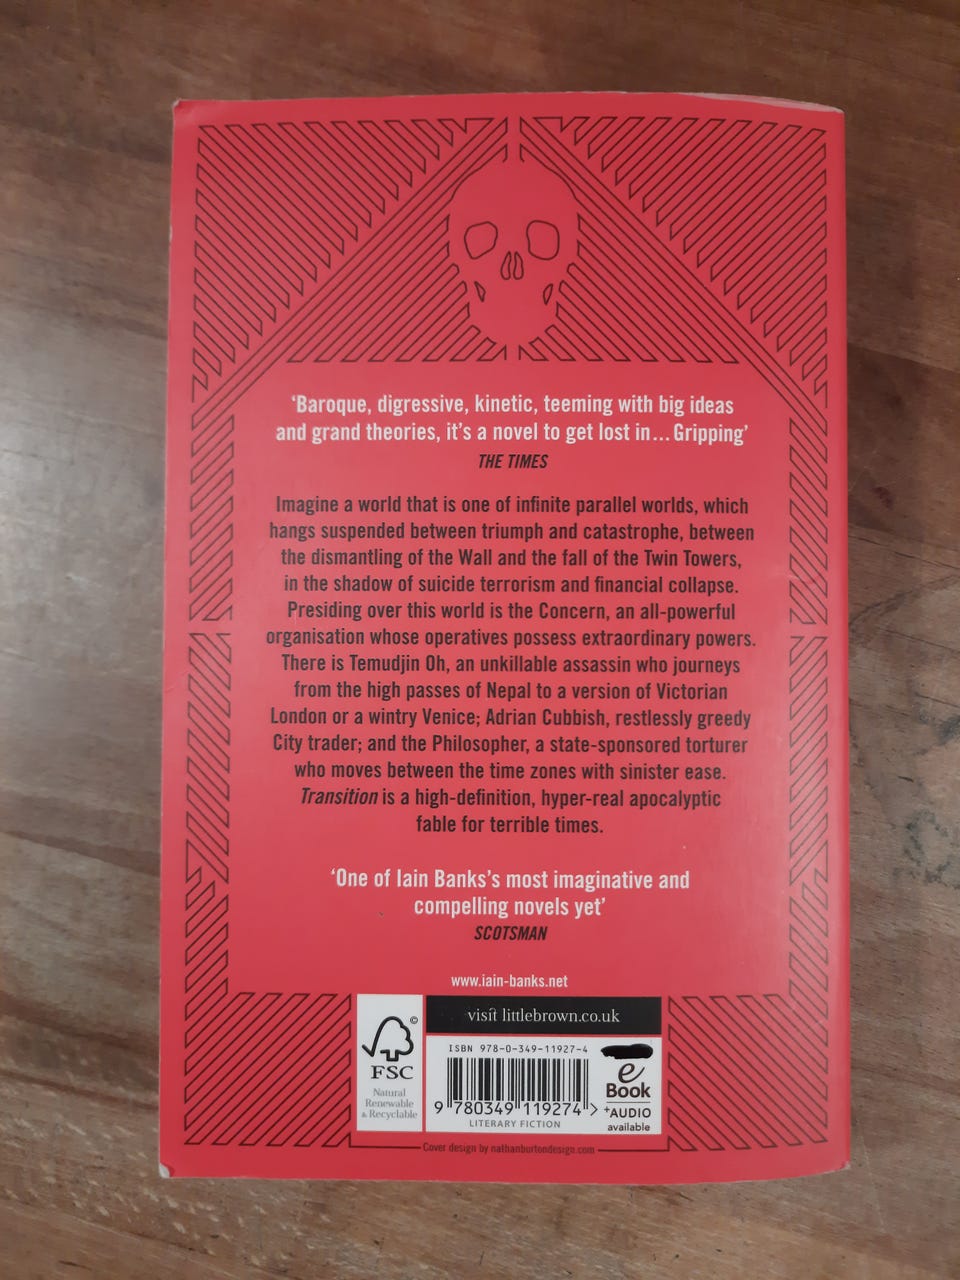 ‘Baroque, digressive, kinetic, teeming with big ideas
and grand theories, it’s a novel to get lost in... Gripping’
THE TIMES
Imagine a world that is one of infinite parallel worlds, which
hangs suspended between triumph and catastrophe, between
the dismantling of the Wall and the fall of the Twin Towers,
in the shadow of suicide terrorism and financial collapse.
Presiding over this world is the Concern, an all-powerful
organisation whose operatives possess extraordinary powers.
There is Temudjin Oh, an unkillable assassin who journeys
from the high passes of Nepal to a version of Victorian
London or a wintry Venice; Adrian Cubbish, restlessly greedy
City trader; and the Philosopher, a state-sponsored torturer
who moves between the time zones with sinister ease.
Transition is a high-definition, hyper-real apocalyptic
fable for terrible times.
‘One of Iain Banks’s most imaginative and
compelling novels yet’
SCOTSMAN
www.iain-banks.net
visit littlebrown.co.uk
©
FSC
Natural
Renewable
& Recyclable
ISBN 978-0-349-11927-4
9 780349 119274 >
LITERARY FICTION
eBook
+AUDIO
available
Cover design by nathanburtondesign.com